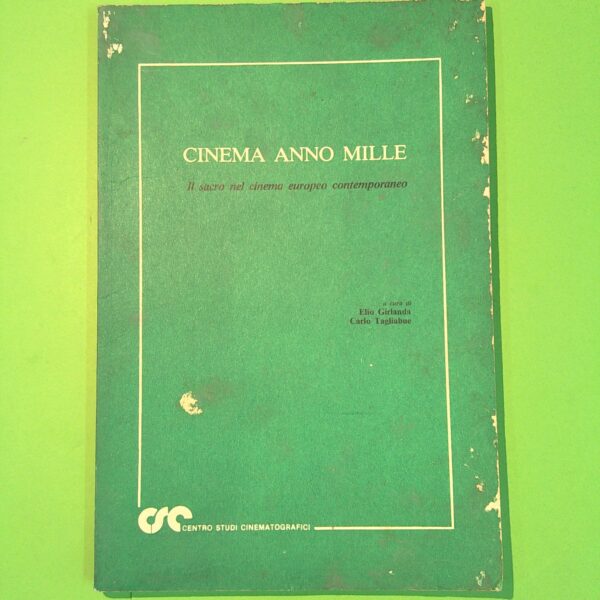 CINEMA ANNO MILLE
Il sacro nel cinema europeo contemporaneo
a cura di
Elio Girlanda
Carlo Tagliabue
csc CENTRO STUDI CINEMATOGRAFICI